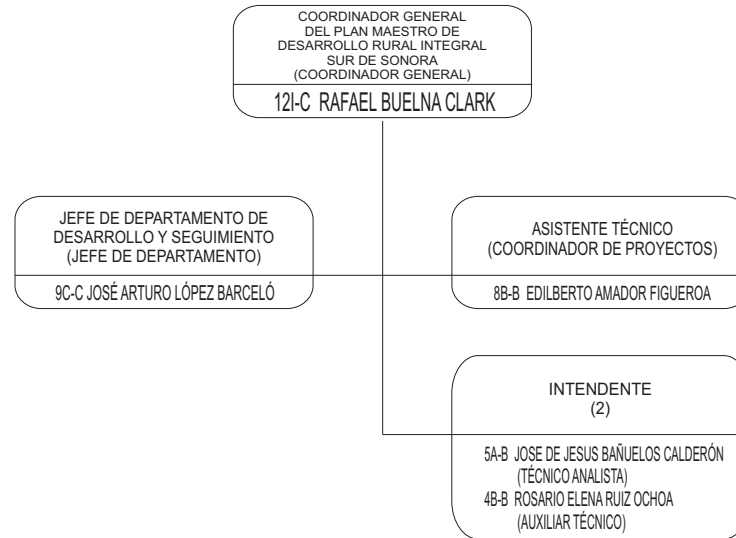 COORDINADOR GENERAL
DEL PLAN MAESTRO DE
DESARROLLO RURAL INTEGRAL
SUR DE SONORA
(COORDINADOR GENERAL)
12I-C RAFAEL BUELNA CLARK
JEFE DE DEPARTAMENTO DE
DESARROLLO Y SEGUIMIENTO
(JEFE DE DEPARTAMENTO)
9C-C JOSÉ ARTURO LÓPEZ BARCELÓ
ASISTENTE TÉCNICO
(COORDINADOR DE PROYECTOS)
8B-B EDILBERTO AMADOR FIGUEROA
INTENDENTE
(2)
5A-B JOSE DE JESUS BAÑUELOS CALDERÓN
(TÉCNICO ANALISTA)
4B-B ROSARIO ELENA RUIZ OCHOA
(AUXILIAR TÉCNICO)